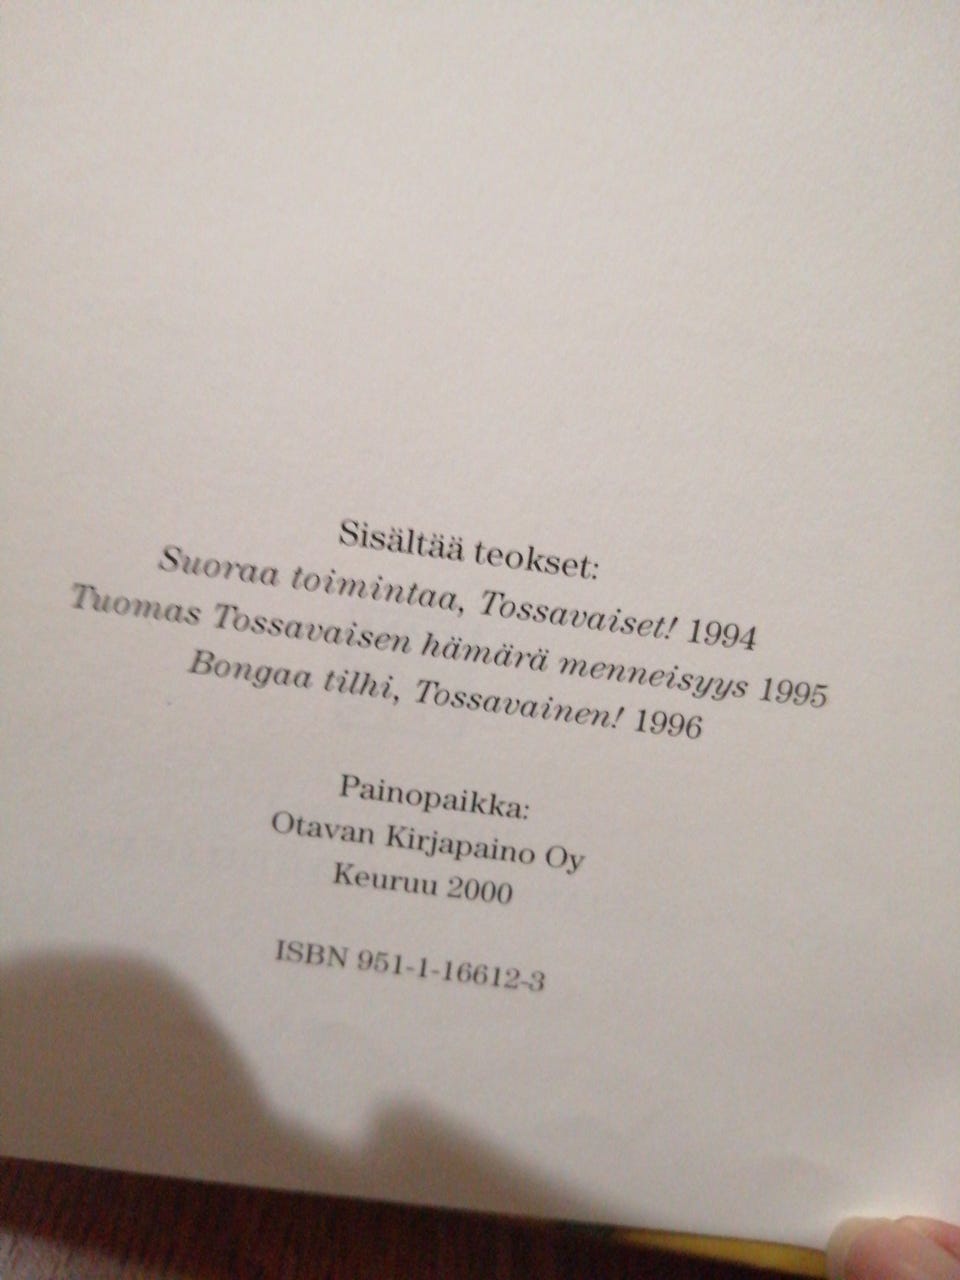 Sisältää teokset:
Suoraa toimintaa, Tossavaiset! 1994
Tuomas Tossavaisen hämärä menneisyys 1995
Bongaa tilhi, Tossavainen! 1996
Painopaikka:
Otavan Kirjapaino Oy
Keuruu 2000
ISBN 951-1-16612-3